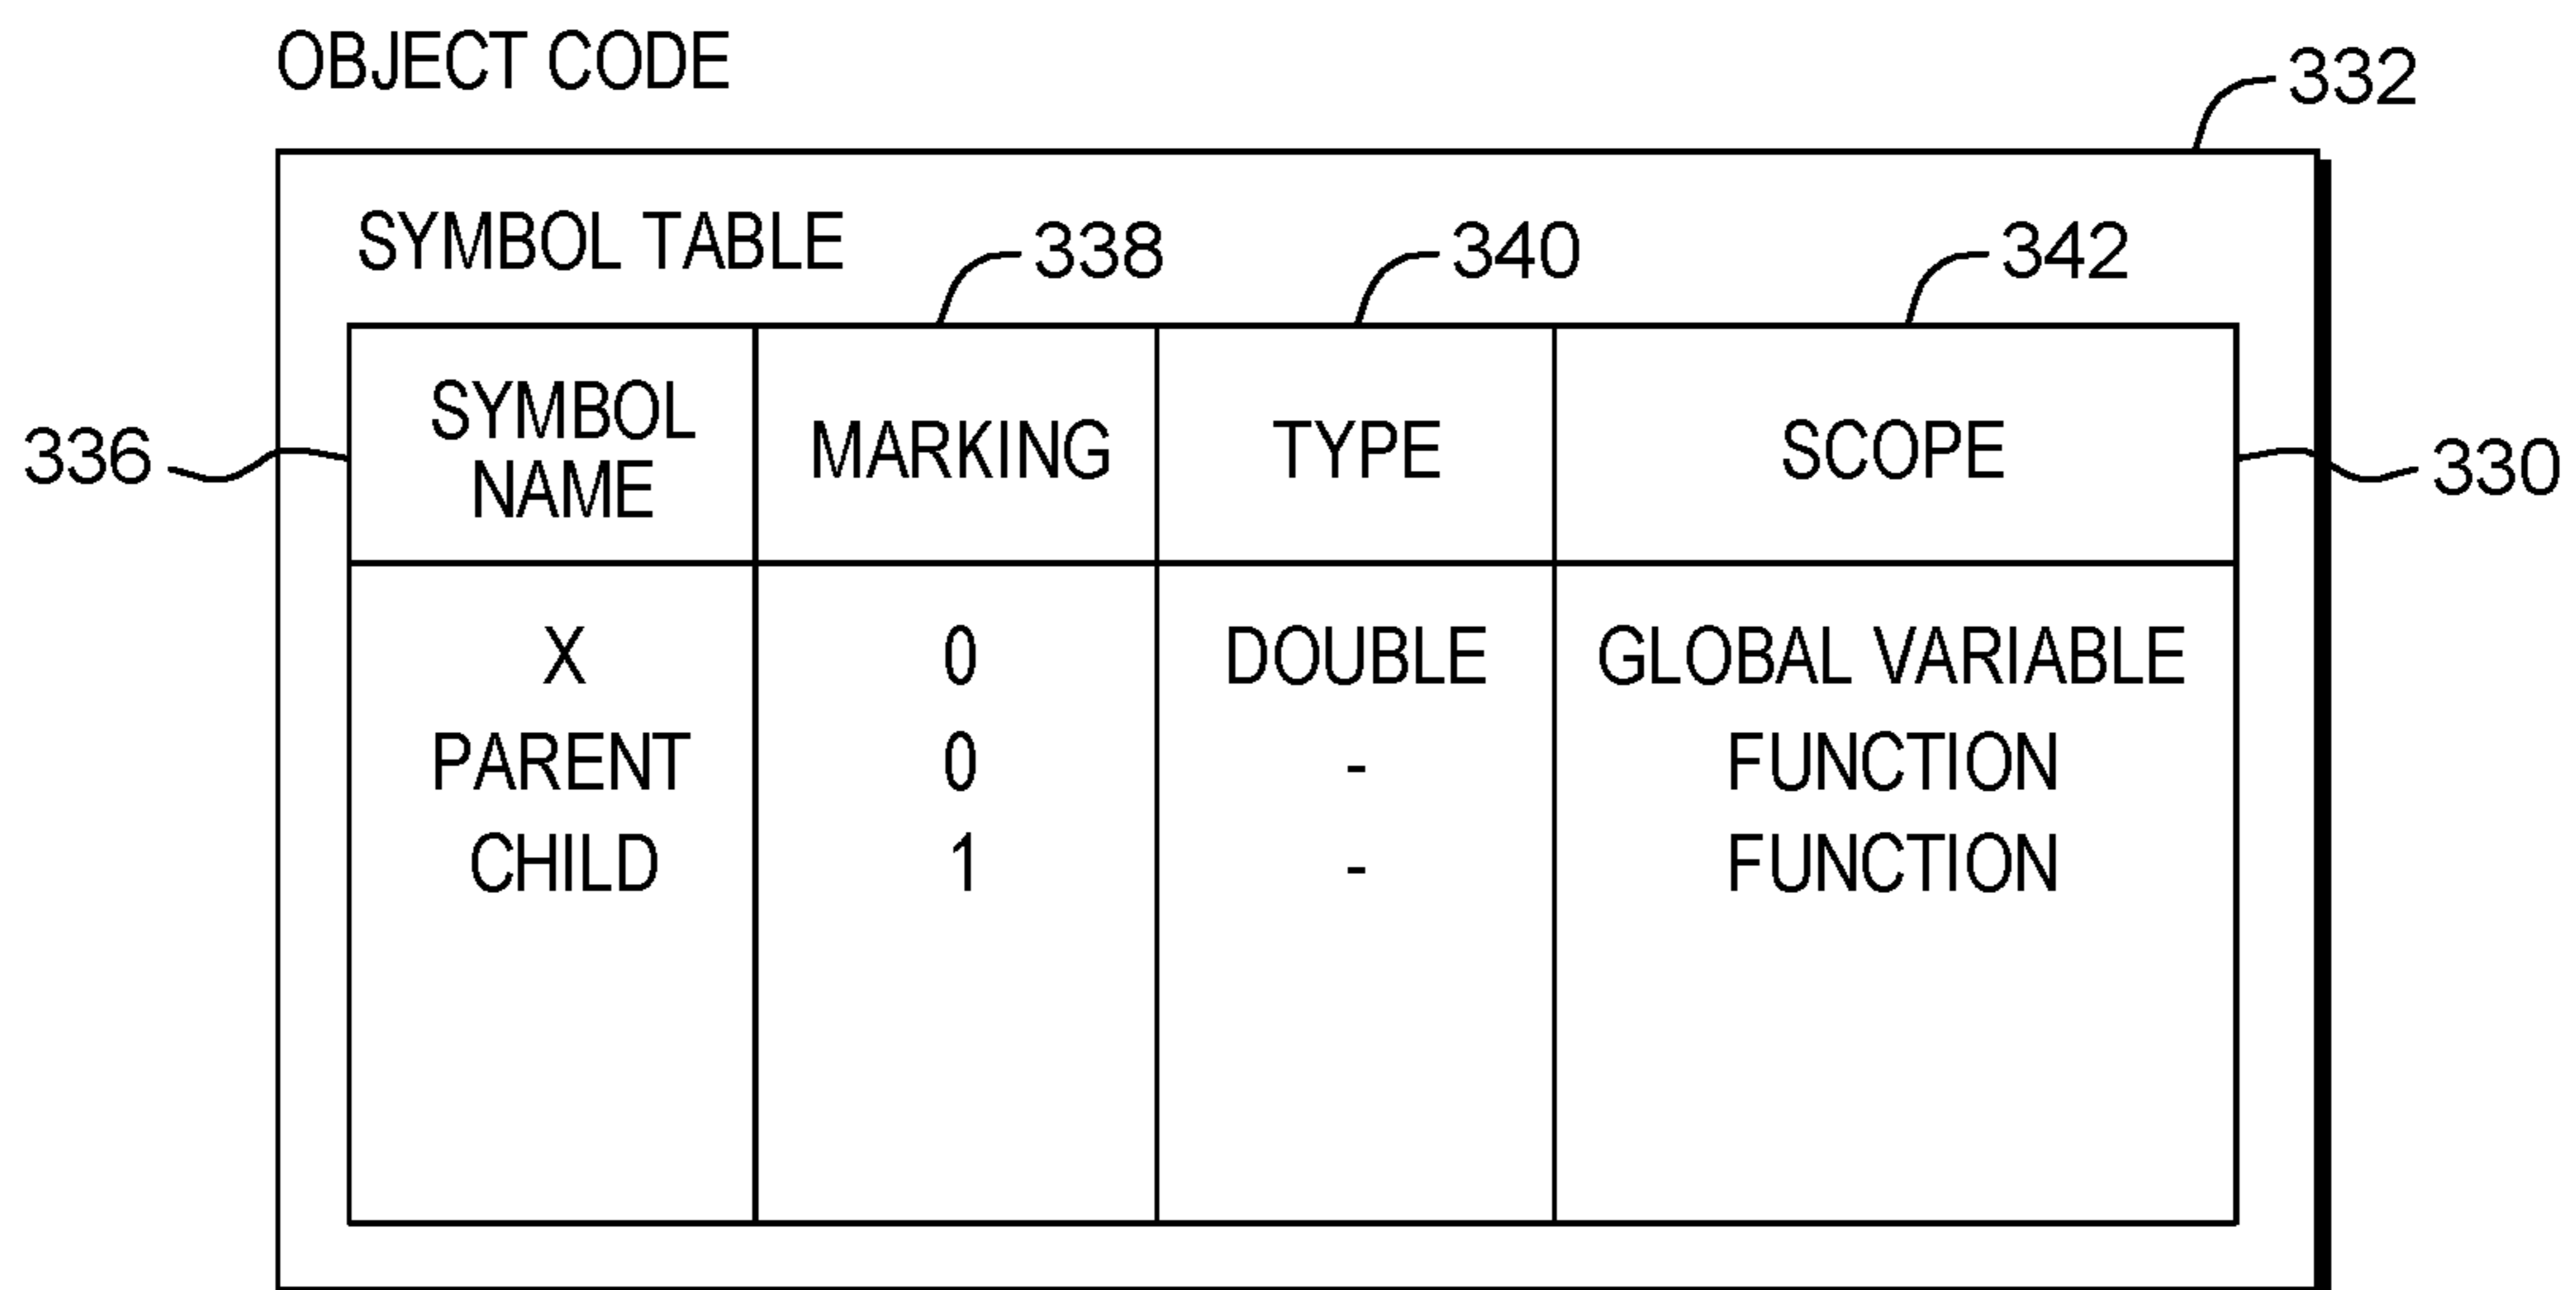 OBJECT CODE
332
SYMBOL TABLE
338
340
342
336
SYMBOL
NAME
MARKING
TYPE
SCOPE
330
X 0 DOUBLE GLOBAL VARIABLE
PARENT 0 - FUNCTION
CHILD 1 - FUNCTION